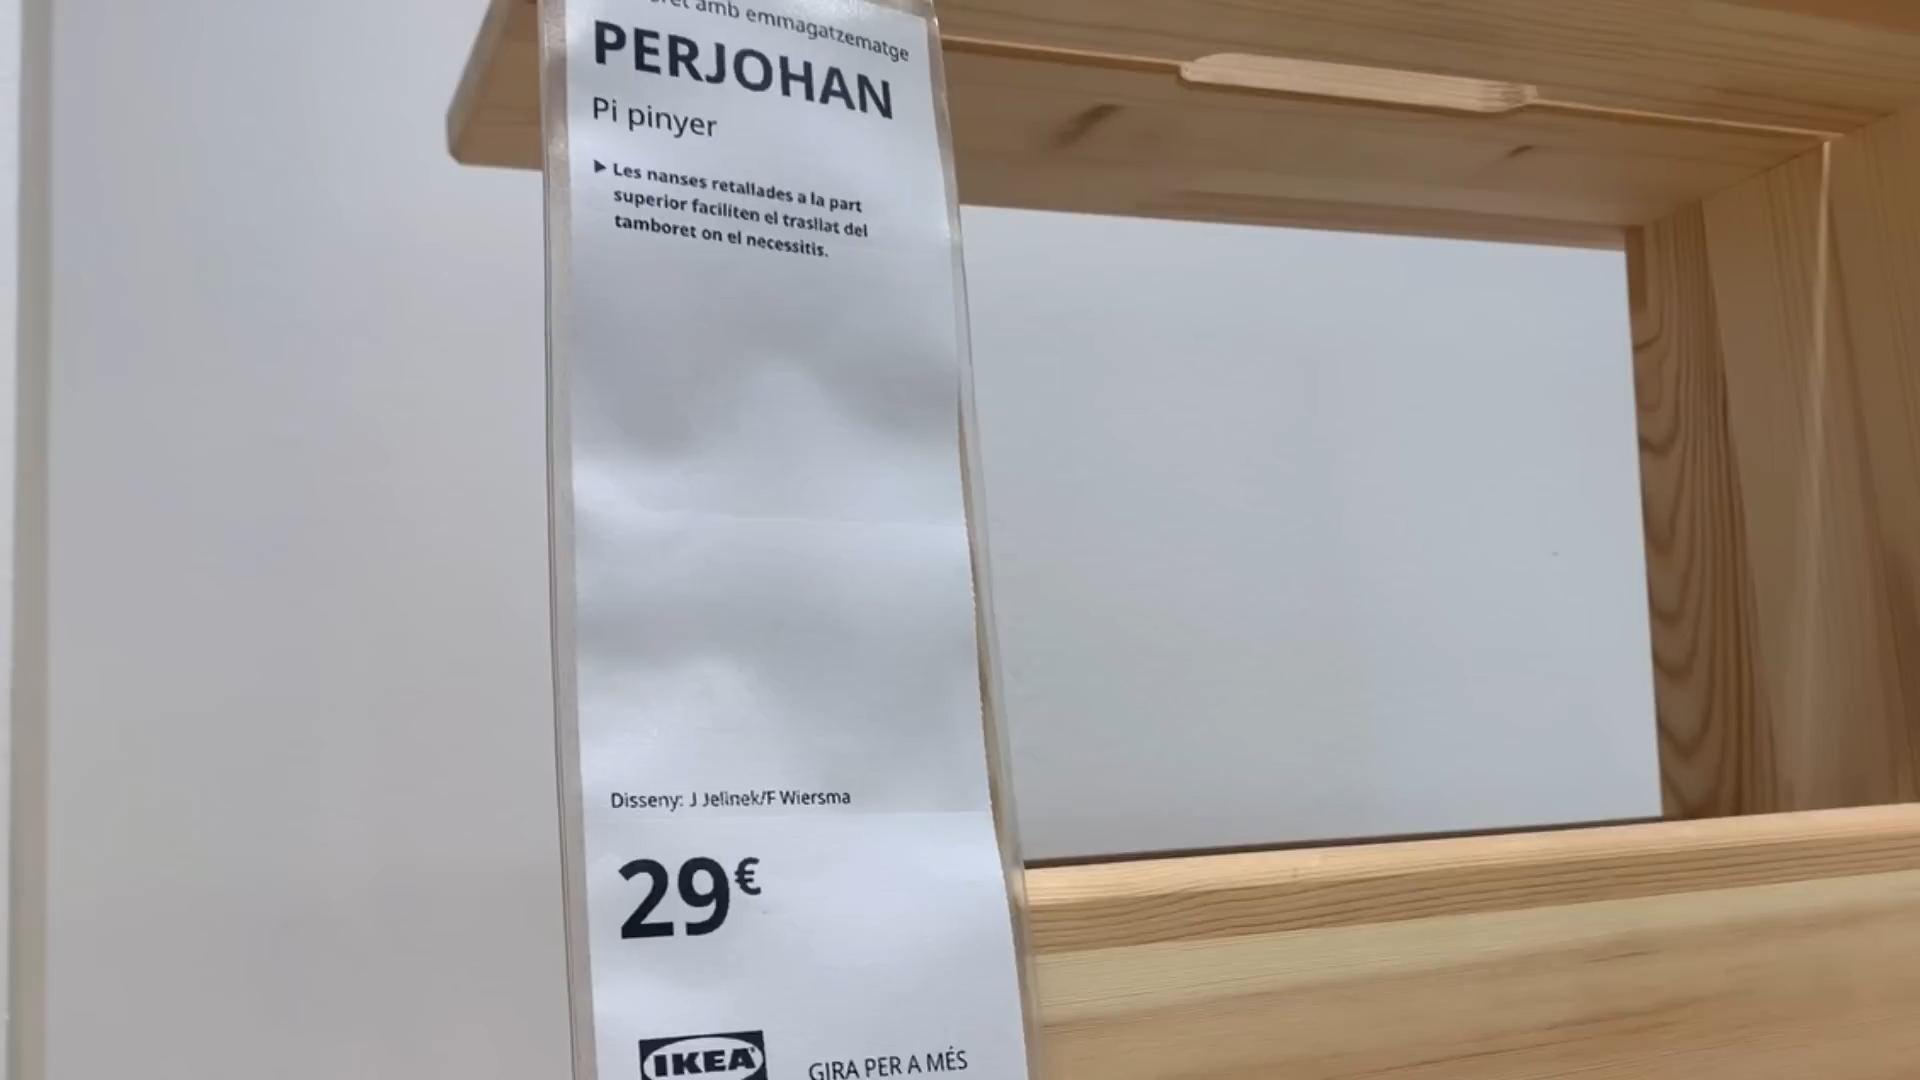 amb emmagatzematge
PERJOHAN
Pi pinyer
▶ Les nanses retallades a la part
superior faciliten el trasllat del
tamboret on el necessitis.
Disseny: J Jelinek/F Wiersma
29€
IKEA
GIRA PER A MÉS